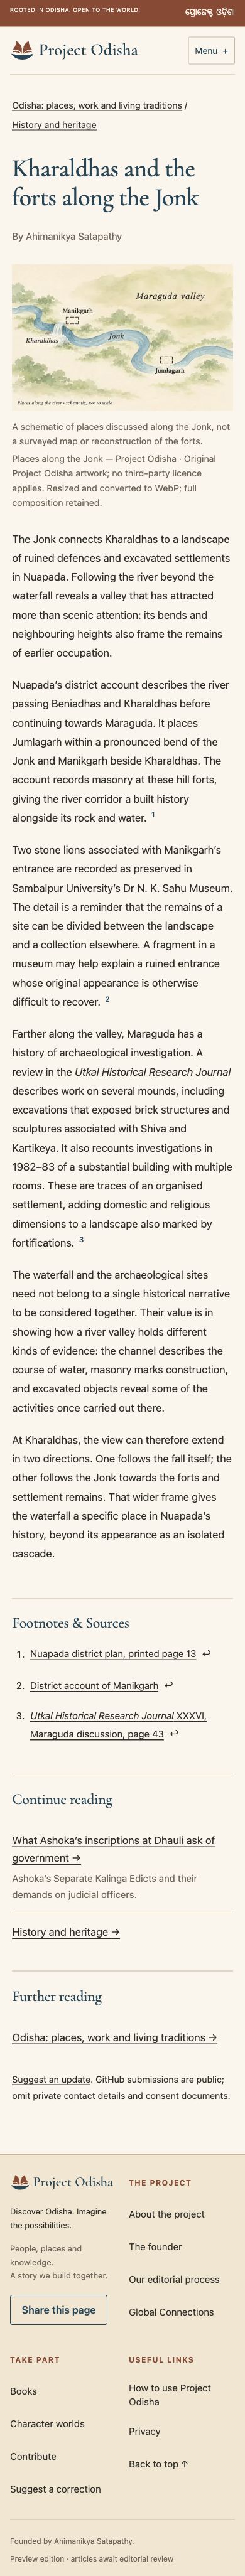 ROOTED IN ODISHA. OPEN TO THE WORLD.
ପ୍ରୋଜେକ୍ଟ ଓଡ଼ିଶା
Project Odisha
Menu +
Odisha: places, work and living traditions /
History and heritage
Kharaldhas and the
forts along the Jonk
By Ahimanikya Satapathy
Maraguda valley
Manikgarh
Kharaldhas
Jonk
Jumlagarh
Places along the river · schematic, not to scale
A schematic of places discussed along the Jonk, not
a surveyed map or reconstruction of the forts.
Places along the Jonk — Project Odisha · Original
Project Odisha artwork; no third-party licence
applies. Resized and converted to WebP; full
composition retained.
The Jonk connects Kharaldhas to a landscape
of ruined defences and excavated settlements
in Nuapada. Following the river beyond the
waterfall reveals a valley that has attracted
more than scenic attention: its bends and
neighbouring heights also frame the remains
of earlier occupation.
Nuapada’s district account describes the river
passing Beniadhas and Kharaldhas before
continuing towards Maraguda. It places
Jumlagarh within a pronounced bend of the
Jonk and Manikgarh beside Kharaldhas. The
account records masonry at these hill forts,
giving the river corridor a built history
alongside its rock and water. 1
Two stone lions associated with Manikgarh’s
entrance are recorded as preserved in
Sambalpur University’s Dr N. K. Sahu Museum.
The detail is a reminder that the remains of a
site can be divided between the landscape
and a collection elsewhere. A fragment in a
museum may help explain a ruined entrance
whose original appearance is otherwise
difficult to recover. 2
Farther along the valley, Maraguda has a
history of archaeological investigation. A
review in the Utkal Historical Research Journal
describes work on several mounds, including
excavations that exposed brick structures and
sculptures associated with Shiva and
Kartikeya. It also recounts investigations in
1982–83 of a substantial building with multiple
rooms. These are traces of an organised
settlement, adding domestic and religious
dimensions to a landscape also marked by
fortifications. 3
The waterfall and the archaeological sites
need not belong to a single historical narrative
to be considered together. Their value is in
showing how a river valley holds different
kinds of evidence: the channel describes the
course of water, masonry marks construction,
and excavated objects reveal some of the
activities once carried out there.
At Kharaldhas, the view can therefore extend
in two directions. One follows the fall itself; the
other follows the Jonk towards the forts and
settlement remains. That wider frame gives
the waterfall a specific place in Nuapada’s
history, beyond its appearance as an isolated
cascade.
Footnotes & Sources
1. Nuapada district plan, printed page 13 ↩
2. District account of Manikgarh ↩
3. Utkal Historical Research Journal XXXVI,
Maraguda discussion, page 43 ↩
Continue reading
What Ashoka’s inscriptions at Dhauli ask of
government →
Ashoka’s Separate Kalinga Edicts and their
demands on judicial officers.
History and heritage →
Further reading
Odisha: places, work and living traditions →
Suggest an update. GitHub submissions are public;
omit private contact details and consent documents.
Project Odisha
Discover Odisha. Imagine
the possibilities.
People, places and
knowledge.
A story we build together.
Share this page
THE PROJECT
About the project
The founder
Our editorial process
Global Connections
TAKE PART
Books
Character worlds
Contribute
Suggest a correction
USEFUL LINKS
How to use Project
Odisha
Privacy
Back to top ↑
Founded by Ahimanikya Satapathy.
Preview edition · articles await editorial review